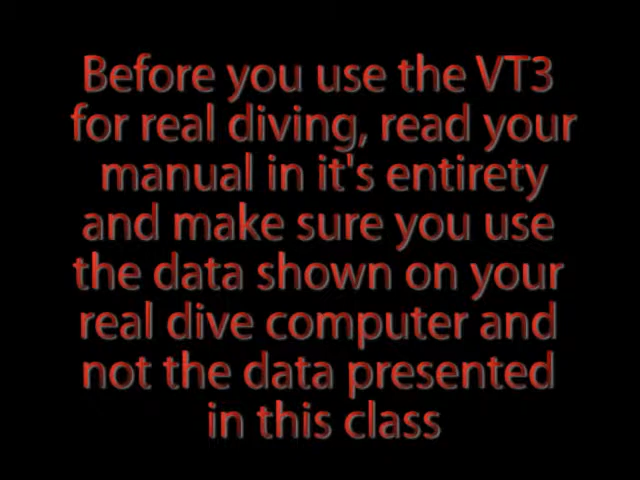 Before you use the VT3
for real diving, read your
manual in it's entirety
and make sure you use
the data shown on your
real dive computer and
not the data presented
in this class